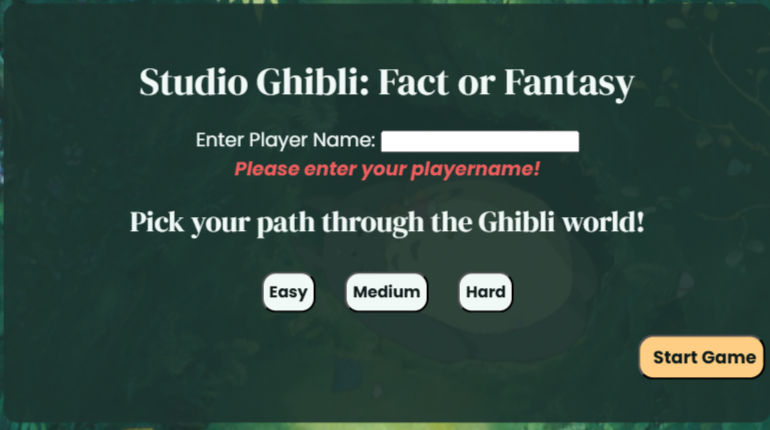 Studio Ghibli: Fact or Fantasy
Enter Player Name:
Please enter your playername!
Pick your path through the Ghibli world!
Easy Medium Hard
Start Game